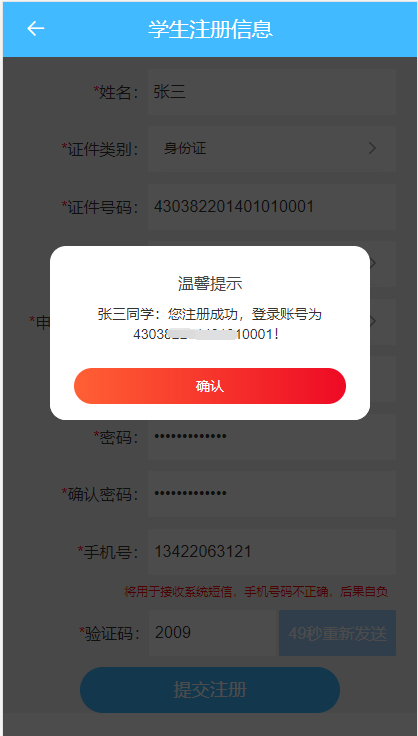 学生注册信息
*姓名： 张三
*证件类别： 身份证
*证件号码： 430382201401010001
温馨提示
张三同学：您注册成功，登录账号为
43038 10001！
确认
*申
*密码： •••••••••••••
*确认密码： •••••••••••••
*手机号： 13422063121
将用于接收系统短信，手机号码不正确，后果自负
*验证码： 2009 49秒重新发送
提交注册